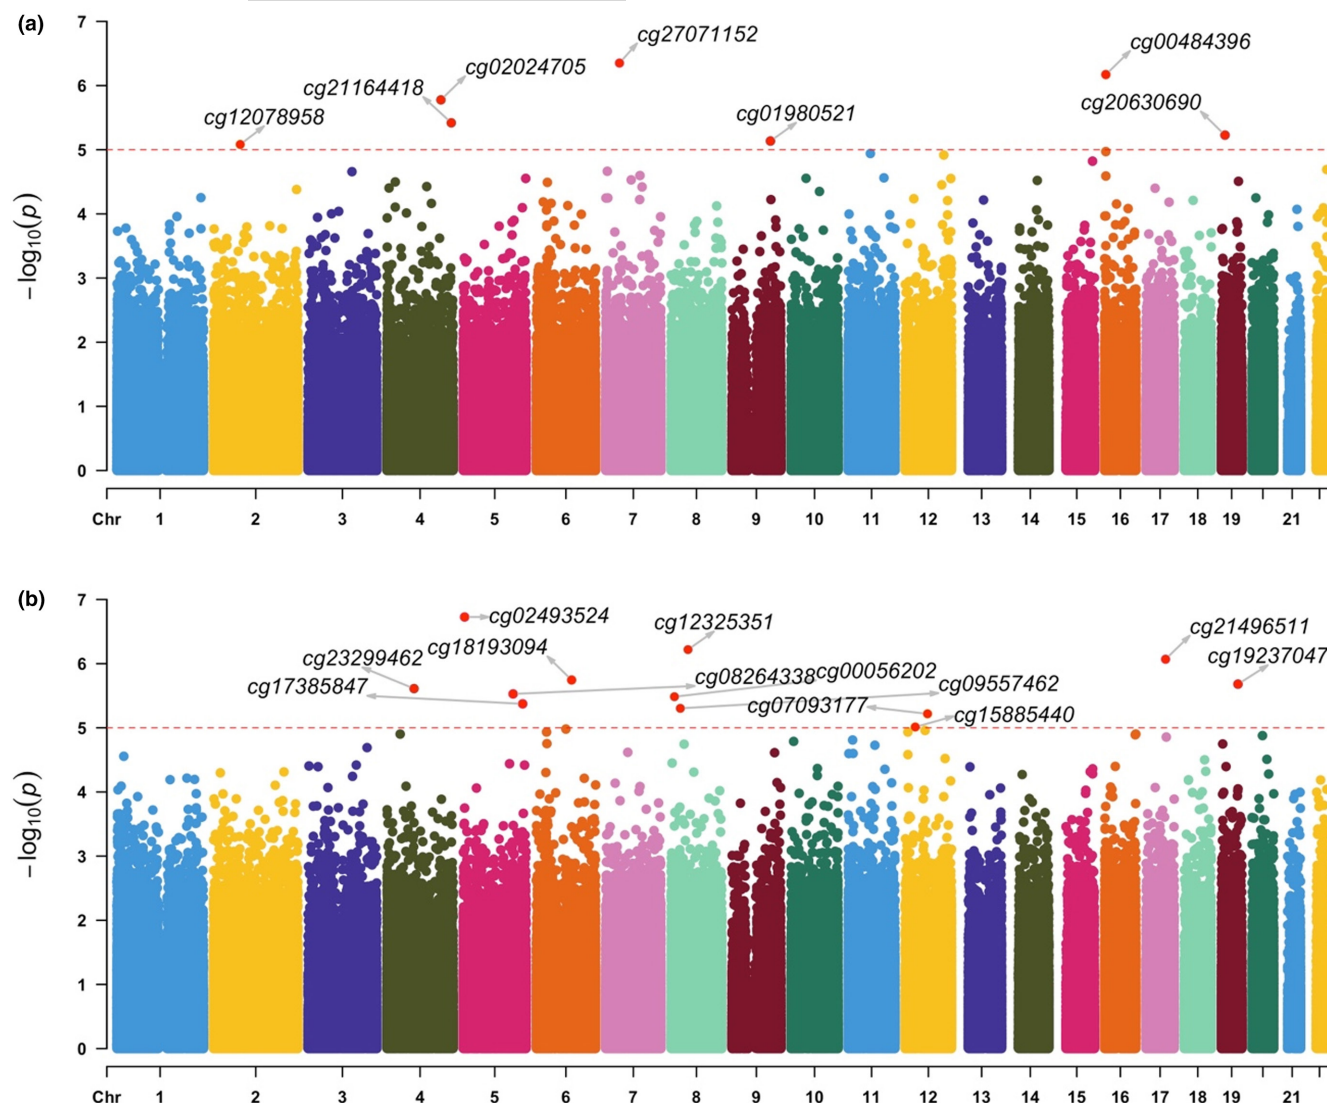 (a)
7
cg27071152
cg00484396
cg02024705
6
cg21164418
cg20630690
cg12078958
cg01980521
5
−log10(p)
4
3
2
1
0
Chr 1 2 3 4 5 6 7 8 9 10 11 12 13 14 15 16 17 18 19 21
(b)
7
cg02493524
cg12325351
cg21496511
cg18193094
cg23299462
cg19237047
6
cg08264338
cg00056202
cg17385847
cg09557462
cg07093177
cg15885440
5
−log10(p)
4
3
2
1
0
Chr 1 2 3 4 5 6 7 8 9 10 11 12 13 14 15 16 17 18 19 21